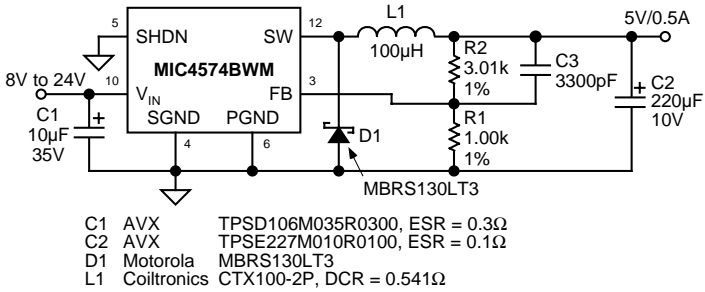 5V/0.5A
L1
100µH
5
SHDN
SW
12
MIC4574BWM
8V to 24V
10
VIN
FB
3
SGND
PGND
4
6
C1
10µF
35V
+
D1
MBRS130LT3
R2
3.01k
1%
R1
1.00k
1%
C3
3300pF
C2
220µF
10V
+
C1 AVX TPSD106M035R0300, ESR = 0.3Ω
C2 AVX TPSE227M010R0100, ESR = 0.1Ω
D1 Motorola MBRS130LT3
L1 Coiltronics CTX100-2P, DCR = 0.541Ω